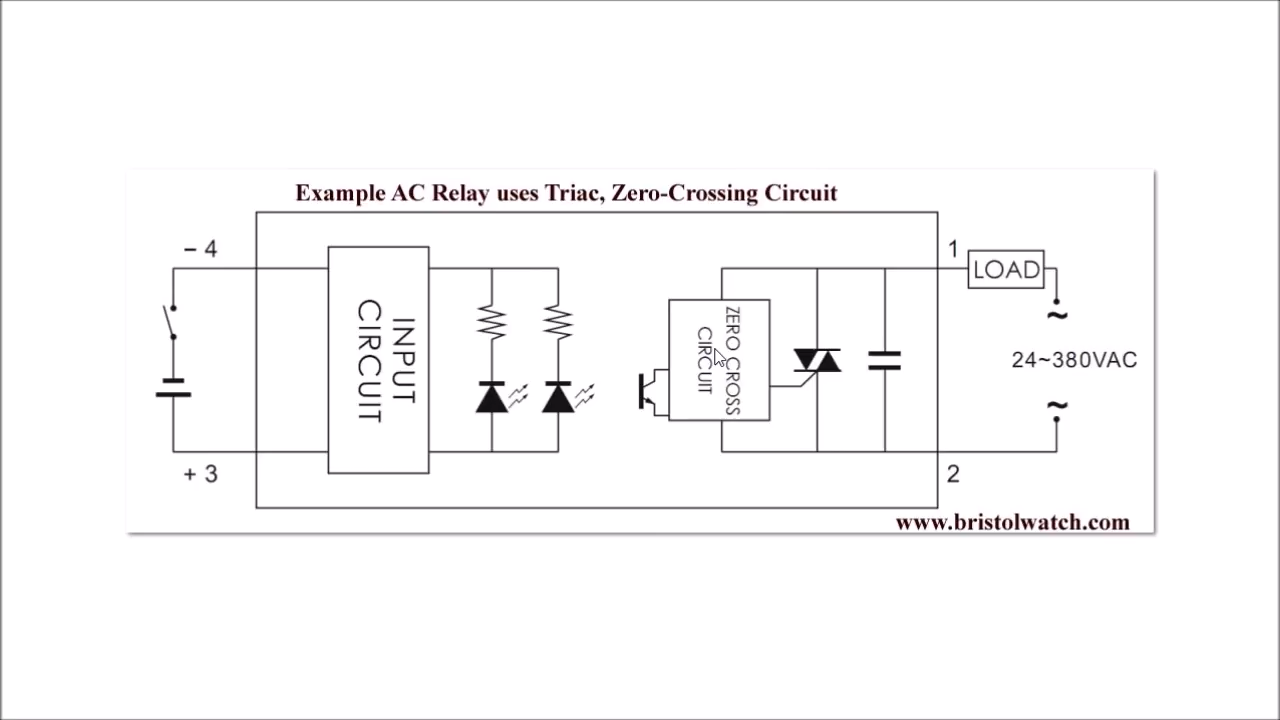 Example AC Relay uses Triac, Zero-Crossing Circuit
− 4
1
LOAD
~
INPUT
CIRCUIT
ZERO CROSS
CIRCUIT
24~380VAC
~
+ 3
2
www.bristolwatch.com